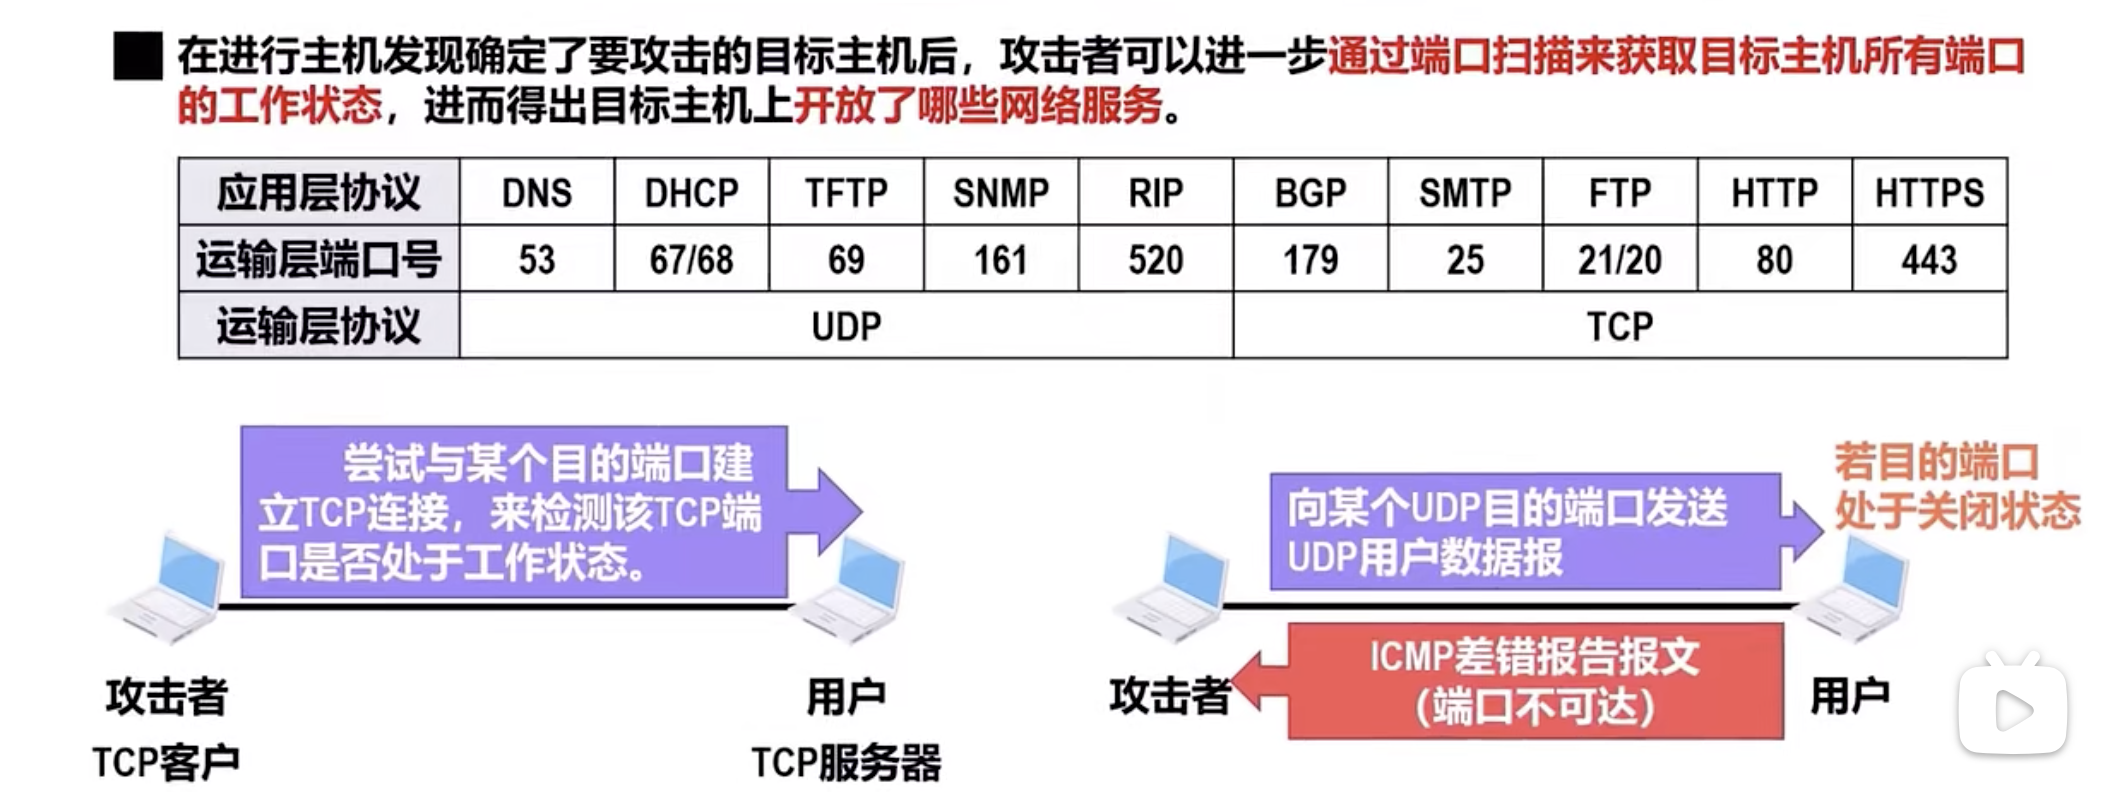 在进行主机发现确定了要攻击的目标主机后，攻击者可以进一步通过端口扫描来获取目标主机所有端口
的工作状态，进而得出目标主机上开放了哪些网络服务。
应用层协议 DNS DHCP TFTP SNMP RIP BGP SMTP FTP HTTP HTTPS
运输层端口号 53 67/68 69 161 520 179 25 21/20 80 443
运输层协议 UDP TCP
尝试与某个目的端口建
立TCP连接，来检测该TCP端
口是否处于工作状态。
攻击者
TCP客户
用户
TCP服务器
向某个UDP目的端口发送
UDP用户数据报
若目的端口
处于关闭状态
ICMP差错报告报文
（端口不可达）
攻击者
用户